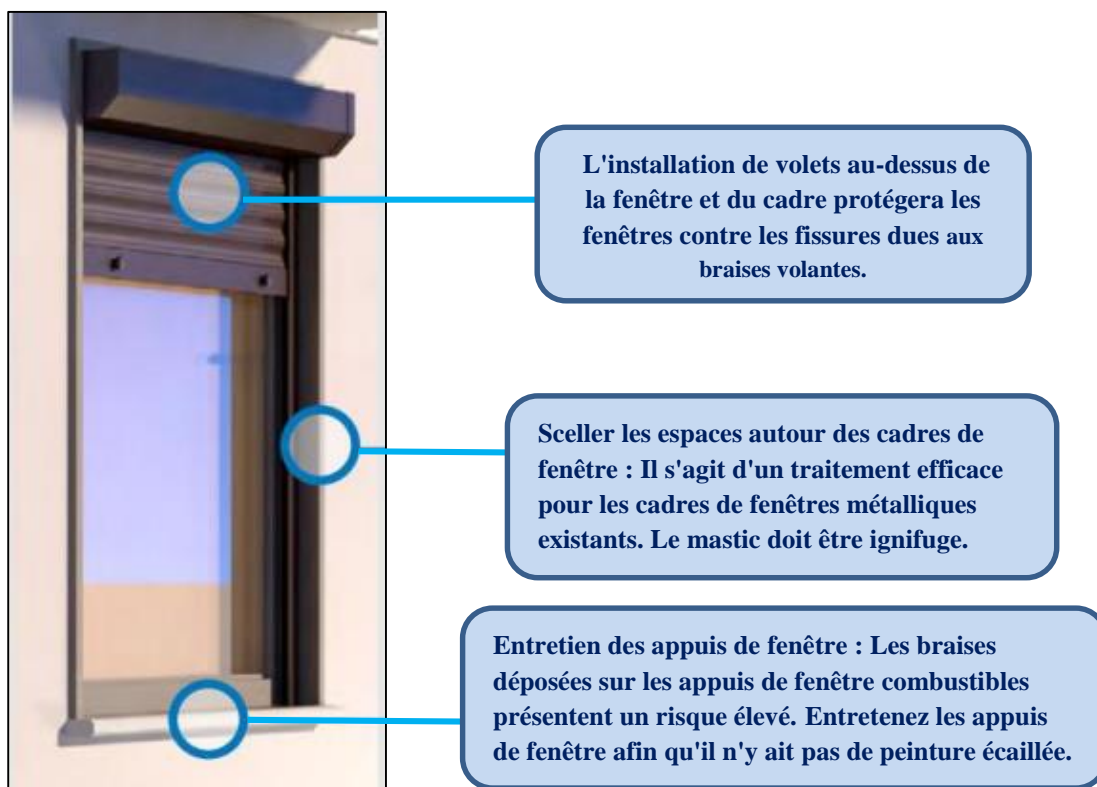 L'installation de volets au-dessus de
la fenêtre et du cadre protégera les
fenêtres contre les fissures dues aux
braises volantes.
Sceller les espaces autour des cadres de
fenêtre : Il s'agit d'un traitement efficace
pour les cadres de fenêtres métalliques
existants. Le mastic doit être ignifuge.
Entretien des appuis de fenêtre : Les braises
déposées sur les appuis de fenêtre combustibles
présentent un risque élevé. Entretenez les appuis
de fenêtre afin qu'il n'y ait pas de peinture écaillée.